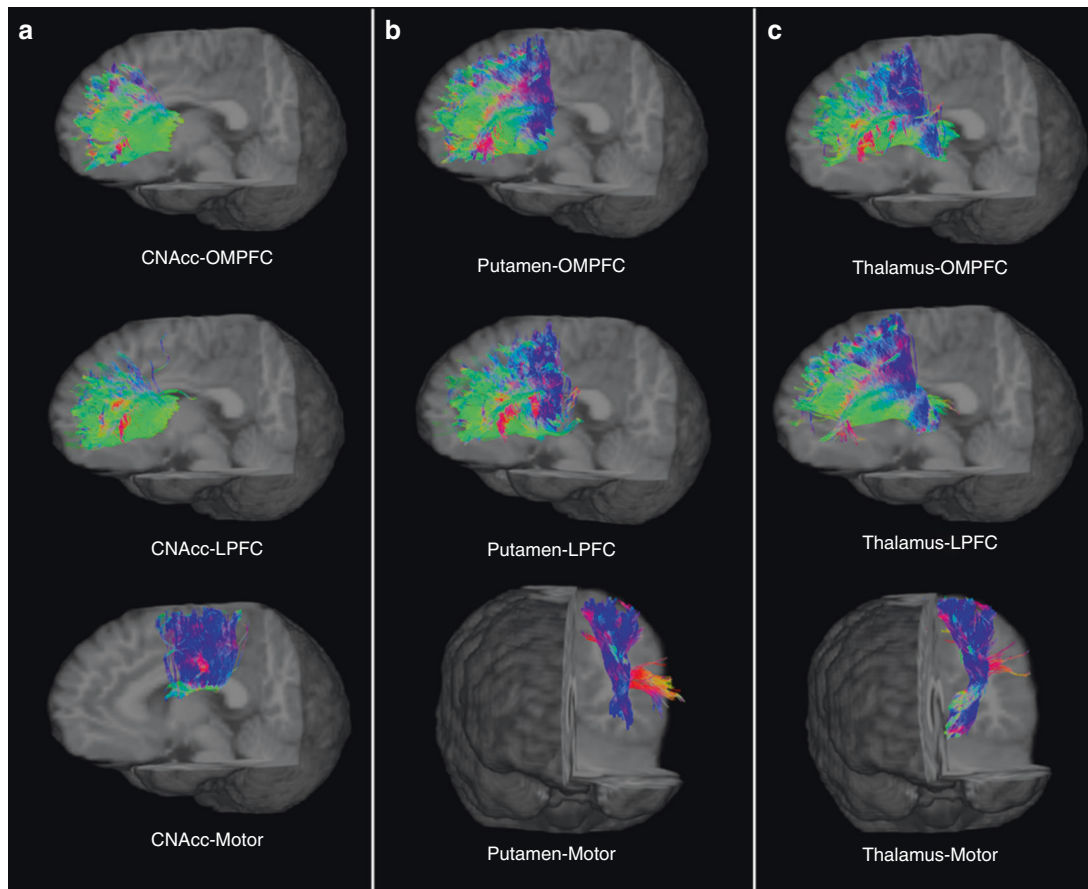 a
b
c
CNAcc-OMPFC
Putamen-OMPFC
Thalamus-OMPFC
CNAcc-LPFC
Putamen-LPFC
Thalamus-LPFC
CNAcc-Motor
Putamen-Motor
Thalamus-Motor